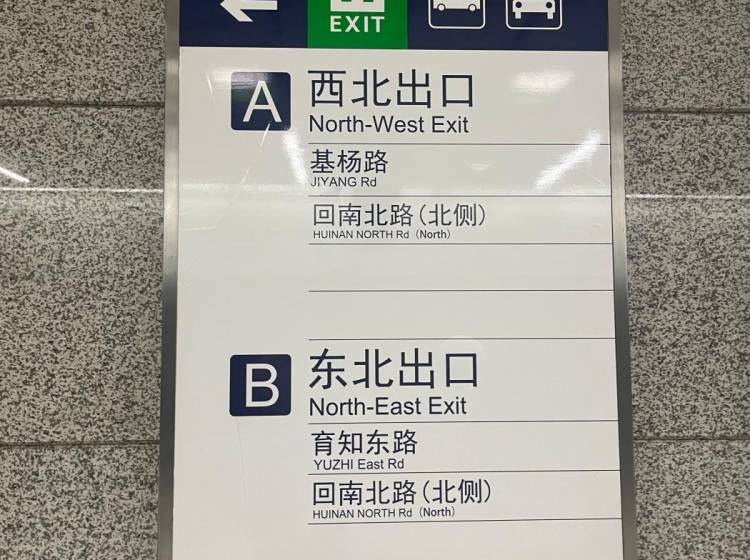 EXIT
A 西北出口
North-West Exit
基杨路
JIYANG Rd
回南北路(北侧)
HUINAN NORTH Rd (North)
B 东北出口
North-East Exit
育知东路
YUZHI East Rd
回南北路(北侧)
HUINAN NORTH Rd (North)